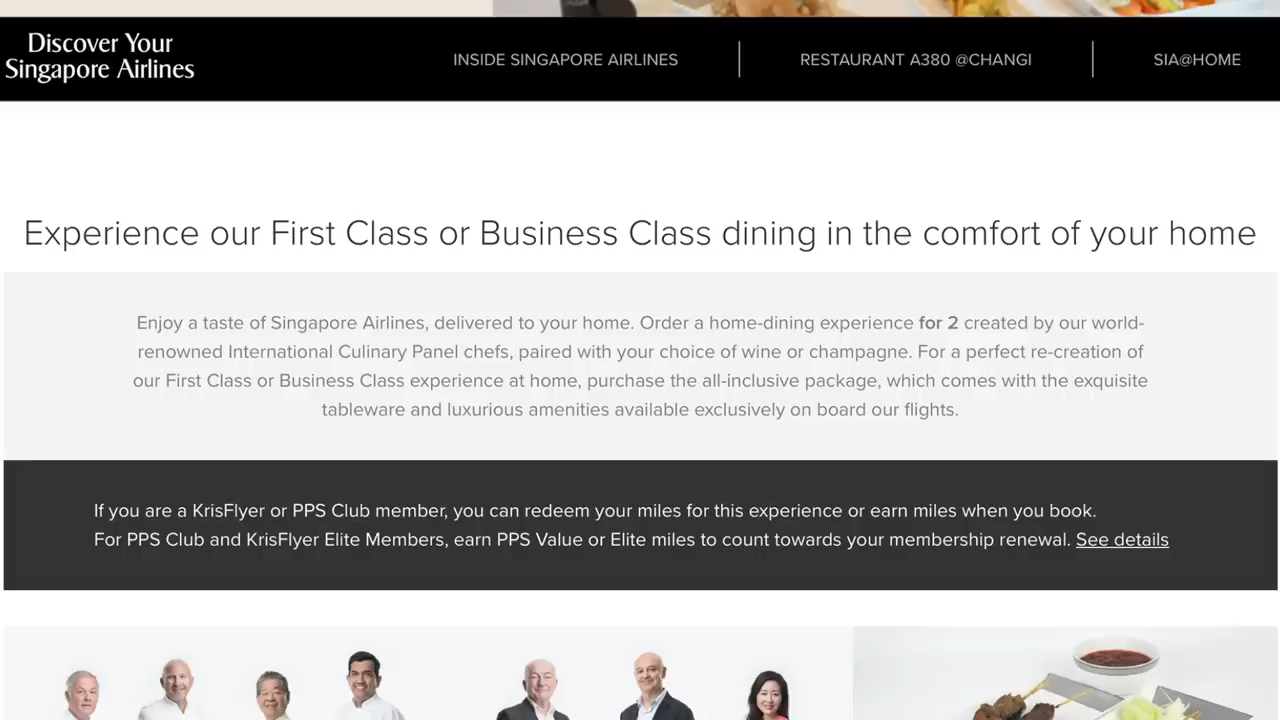 Discover Your
Singapore Airlines
INSIDE SINGAPORE AIRLINES
RESTAURANT A380 @CHANGI
SIA@HOME
Experience our First Class or Business Class dining in the comfort of your home
Enjoy a taste of Singapore Airlines, delivered to your home. Order a home-dining experience for 2 created by our world-
renowned International Culinary Panel chefs, paired with your choice of wine or champagne. For a perfect re-creation of
our First Class or Business Class experience at home, purchase the all-inclusive package, which comes with the exquisite
tableware and luxurious amenities available exclusively on board our flights.
If you are a KrisFlyer or PPS Club member, you can redeem your miles for this experience or earn miles when you book.
For PPS Club and KrisFlyer Elite Members, earn PPS Value or Elite miles to count towards your membership renewal. See details